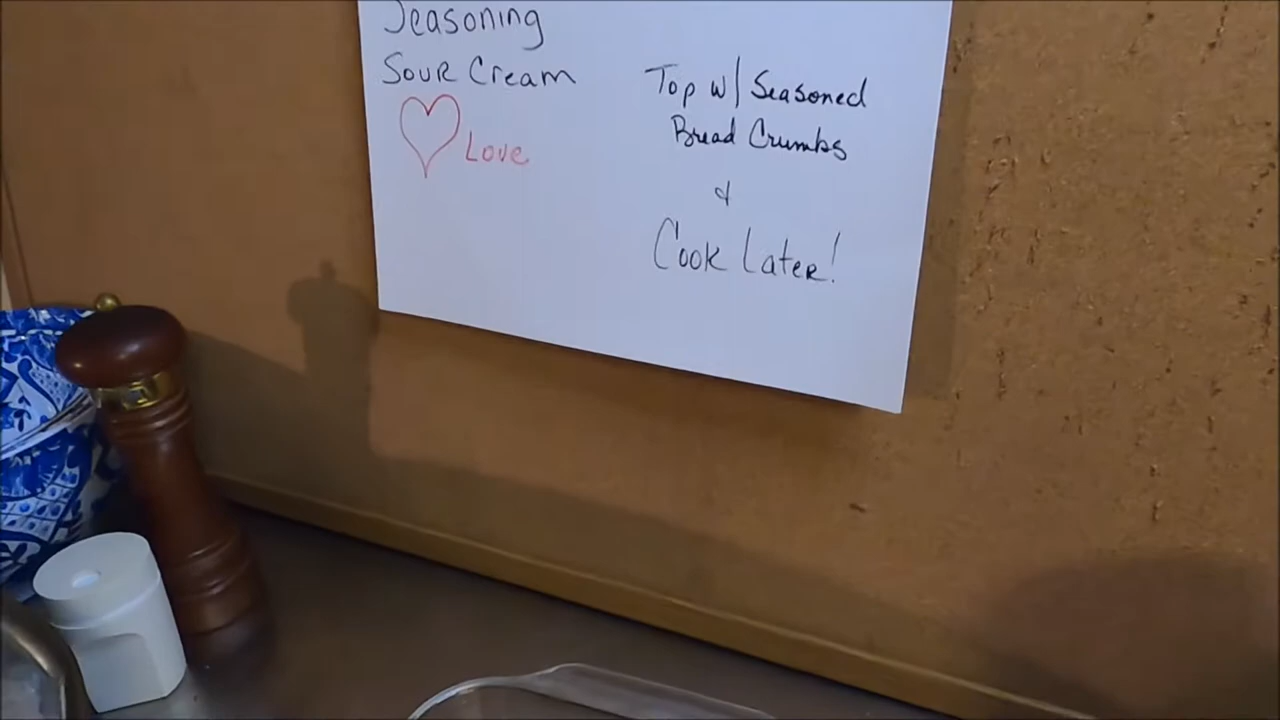 Seasoning
Sour Cream
Love
Top w/ Seasoned
Bread Crumbs
&
Cook Later!